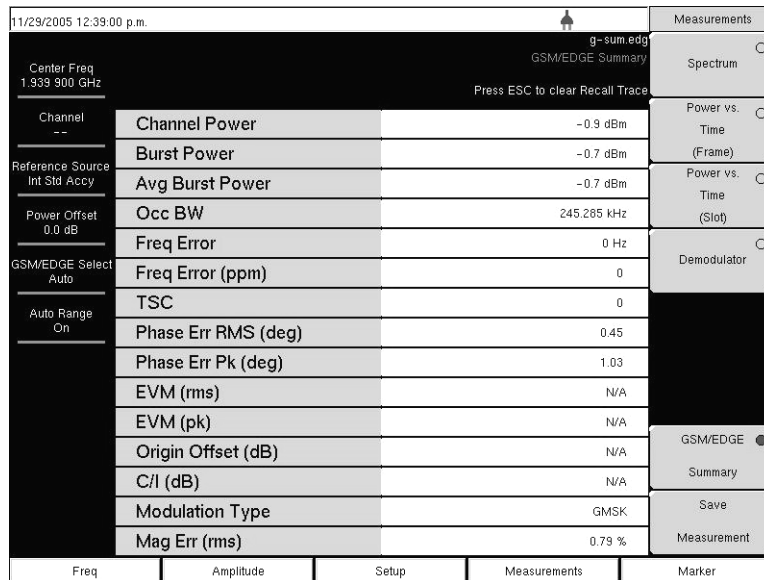 11/29/2005 12:39:00 p.m.
Measurements
g-sum.edg
GSM/EDGE Summary
Press ESC to clear Recall Trace
Center Freq
1.939 900 GHz
Channel
--
Reference Source
Int Std Accy
Power Offset
0.0 dB
GSM/EDGE Select
Auto
Auto Range
On
Channel Power -0.9 dBm
Burst Power -0.7 dBm
Avg Burst Power -0.7 dBm
Occ BW 245.285 kHz
Freq Error 0 Hz
Freq Error (ppm) 0
TSC 0
Phase Err RMS (deg) 0.45
Phase Err Pk (deg) 1.03
EVM (rms) N/A
EVM (pk) N/A
Origin Offset (dB) N/A
C/I (dB) N/A
Modulation Type GMSK
Mag Err (rms) 0.79 %
Spectrum
Power vs.
Time
(Frame)
Power vs.
Time
(Slot)
Demodulator
GSM/EDGE
Summary
Save
Measurement
Freq Amplitude Setup Measurements Marker